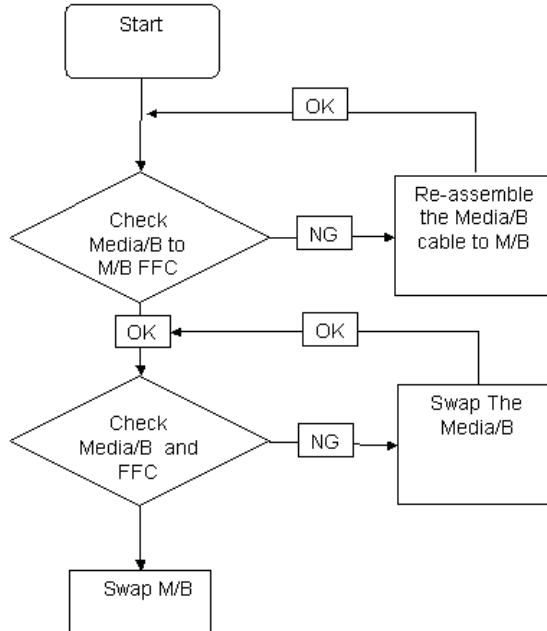 Start
OK
Check
Media/B to
M/B FFC
NG
Re-assemble
the Media/B
cable to M/B
OK
OK
Check
Media/B and
FFC
NG
Swap The
Media/B
Swap M/B